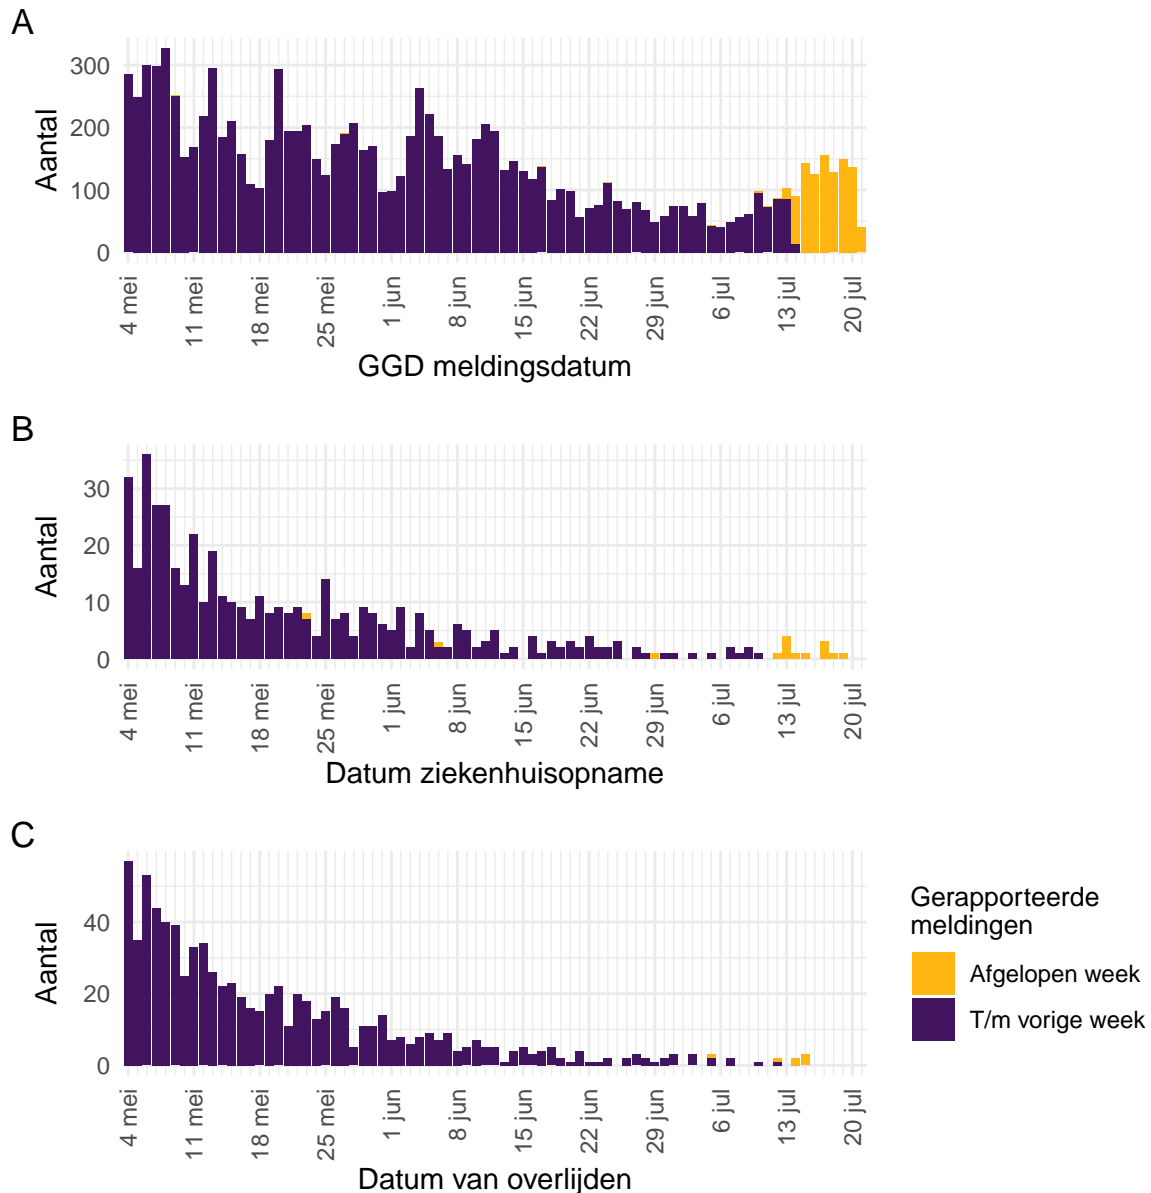 A
300
200
100
0
Aantal
4 mei 11 mei 18 mei 25 mei 1 jun 8 jun 15 jun 22 jun 29 jun 6 jul 13 jul 20 jul
GGD meldingsdatum
B
30
20
10
0
Aantal
4 mei 11 mei 18 mei 25 mei 1 jun 8 jun 15 jun 22 jun 29 jun 6 jul 13 jul 20 jul
Datum ziekenhuisopname
C
40
20
0
Aantal
4 mei 11 mei 18 mei 25 mei 1 jun 8 jun 15 jun 22 jun 29 jun 6 jul 13 jul 20 jul
Datum van overlijden
Gerapporteerde
meldingen
Afgelopen week
T/m vorige week